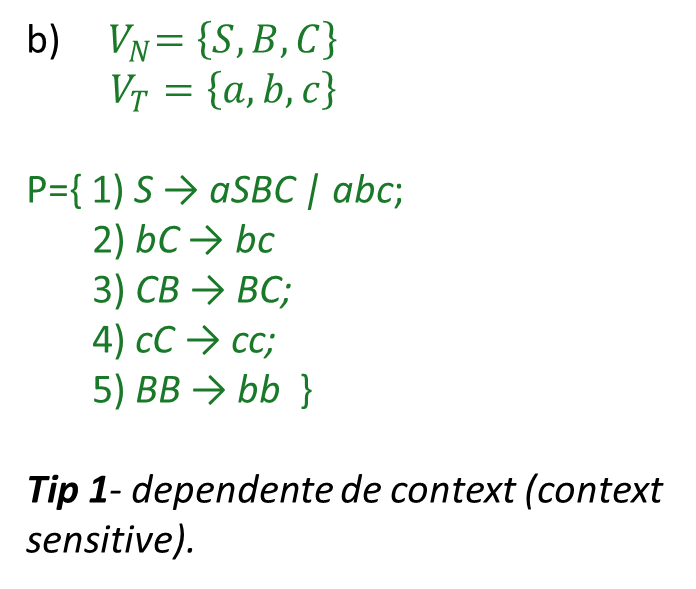 b) V_N= {S, B, C}
V_T = {a, b, c}
P={ 1) S → aSBC | abc;
2) bC → bc
3) CB → BC;
4) cC → cc;
5) BB → bb }
Tip 1- dependente de context (context
sensitive).